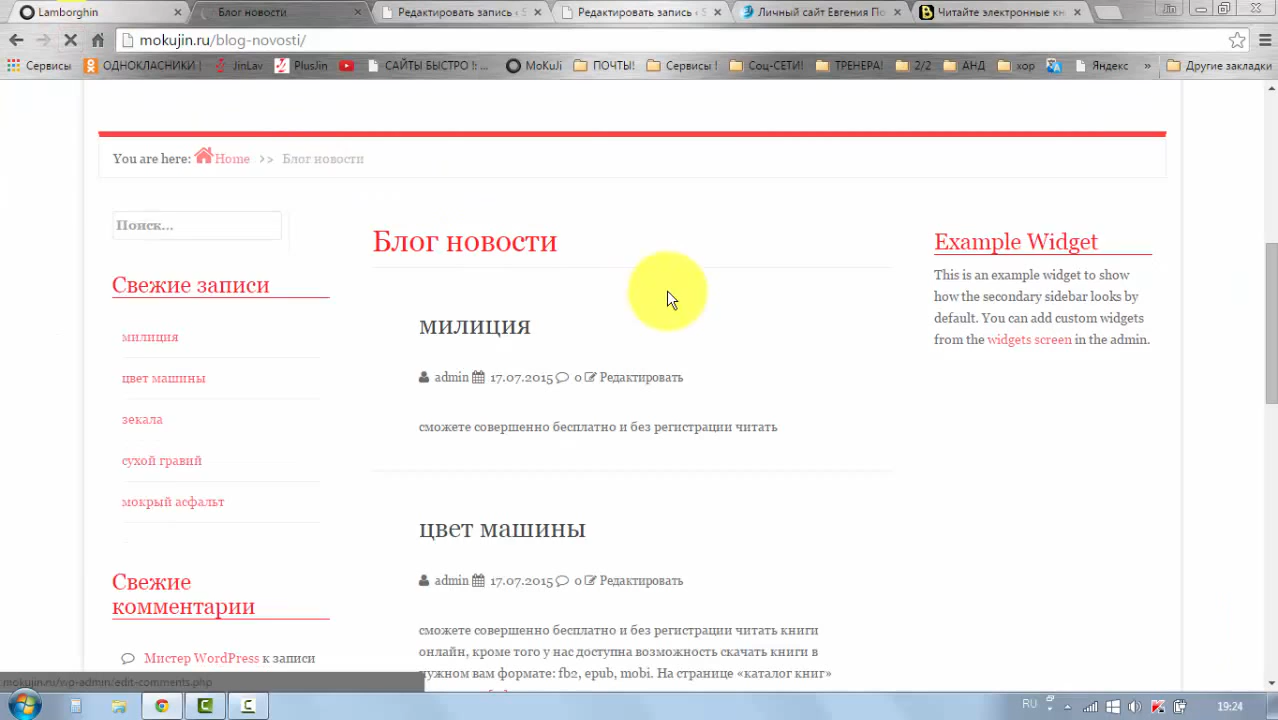 Lamborghin
Блог новости
Редактировать запись ‹ S
Редактировать запись ‹ S
Личный сайт Евгения По
Читайте электронные кн
Jin
mokujin.ru/blog-novosti/
Сервисы
ОДНОКЛАСНИКИ
JinLav
PlusJin
САЙТЫ БЫСТРО !: ...
MoKuJi
ПОЧТЫ!
Сервисы !
Соц-СЕТИ!
ТРЕНЕРА!
2/2
АНД
хор
Яндекс
»
Другие закладки
You are here: Home >> Блог новости
Поиск...
Свежие записи
милиция
цвет машины
зекала
сухой гравий
мокрый асфальт
Свежие
комментарии
Мистер WordPress к записи
Блог новости
милиция
admin 17.07.2015 0 Редактировать
сможете совершенно бесплатно и без регистрации читать
цвет машины
admin 17.07.2015 0 Редактировать
сможете совершенно бесплатно и без регистрации читать книги
онлайн, кроме того у нас доступна возможность скачать книги в
нужном вам формате: fb2, epub, mobi. На странице «каталог книг»
Example Widget
This is an example widget to show
how the secondary sidebar looks by
default. You can add custom widgets
from the widgets screen in the admin.
mokujin.ru/wp-admin/edit-comments.php
RU
19:24